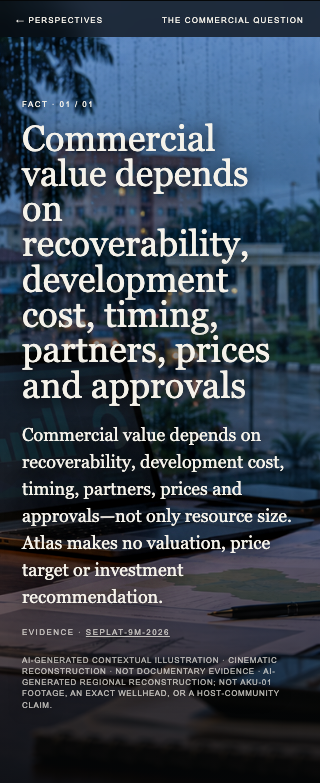 ← PERSPECTIVES
THE COMMERCIAL QUESTION
FACT · 01 / 01
Commercial
value depends
on
recoverability,
development
cost, timing,
partners, prices
and approvals
Commercial value depends on
recoverability, development cost,
timing, partners, prices and
approvals—not only resource size.
Atlas makes no valuation, price
target or investment
recommendation.
EVIDENCE · SEPLAT-9M-2026
AI-GENERATED CONTEXTUAL ILLUSTRATION · CINEMATIC
RECONSTRUCTION · NOT DOCUMENTARY EVIDENCE · AI-
GENERATED REGIONAL RECONSTRUCTION; NOT AKU-01
FOOTAGE, AN EXACT WELLHEAD, OR A HOST-COMMUNITY
CLAIM.